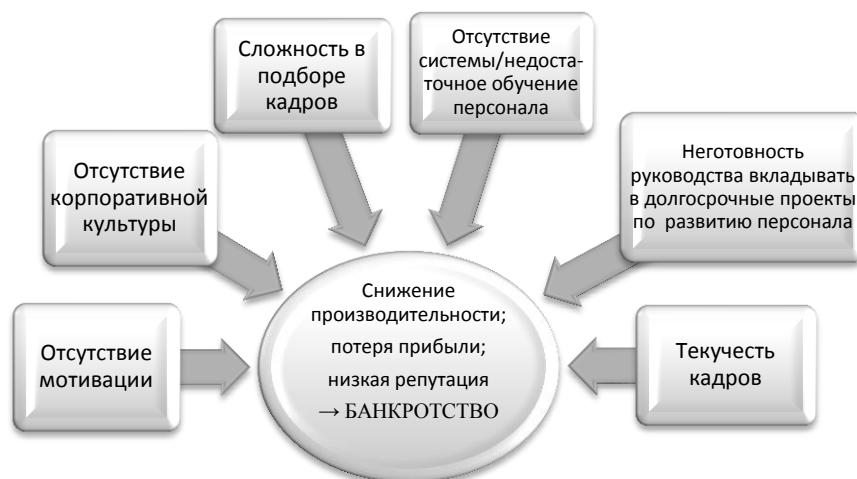 Отсутствие
мотивации
Отсутствие
корпоративной
культуры
Сложность в
подборе
кадров
Отсутствие
системы/недоста-
точное обучение
персонала
Неготовность
руководства вкладывать
в долгосрочные проекты
по развитию персонала
Текучесть
кадров
Снижение
производительности;
потеря прибыли;
низкая репутация
→ БАНКРОТСТВО